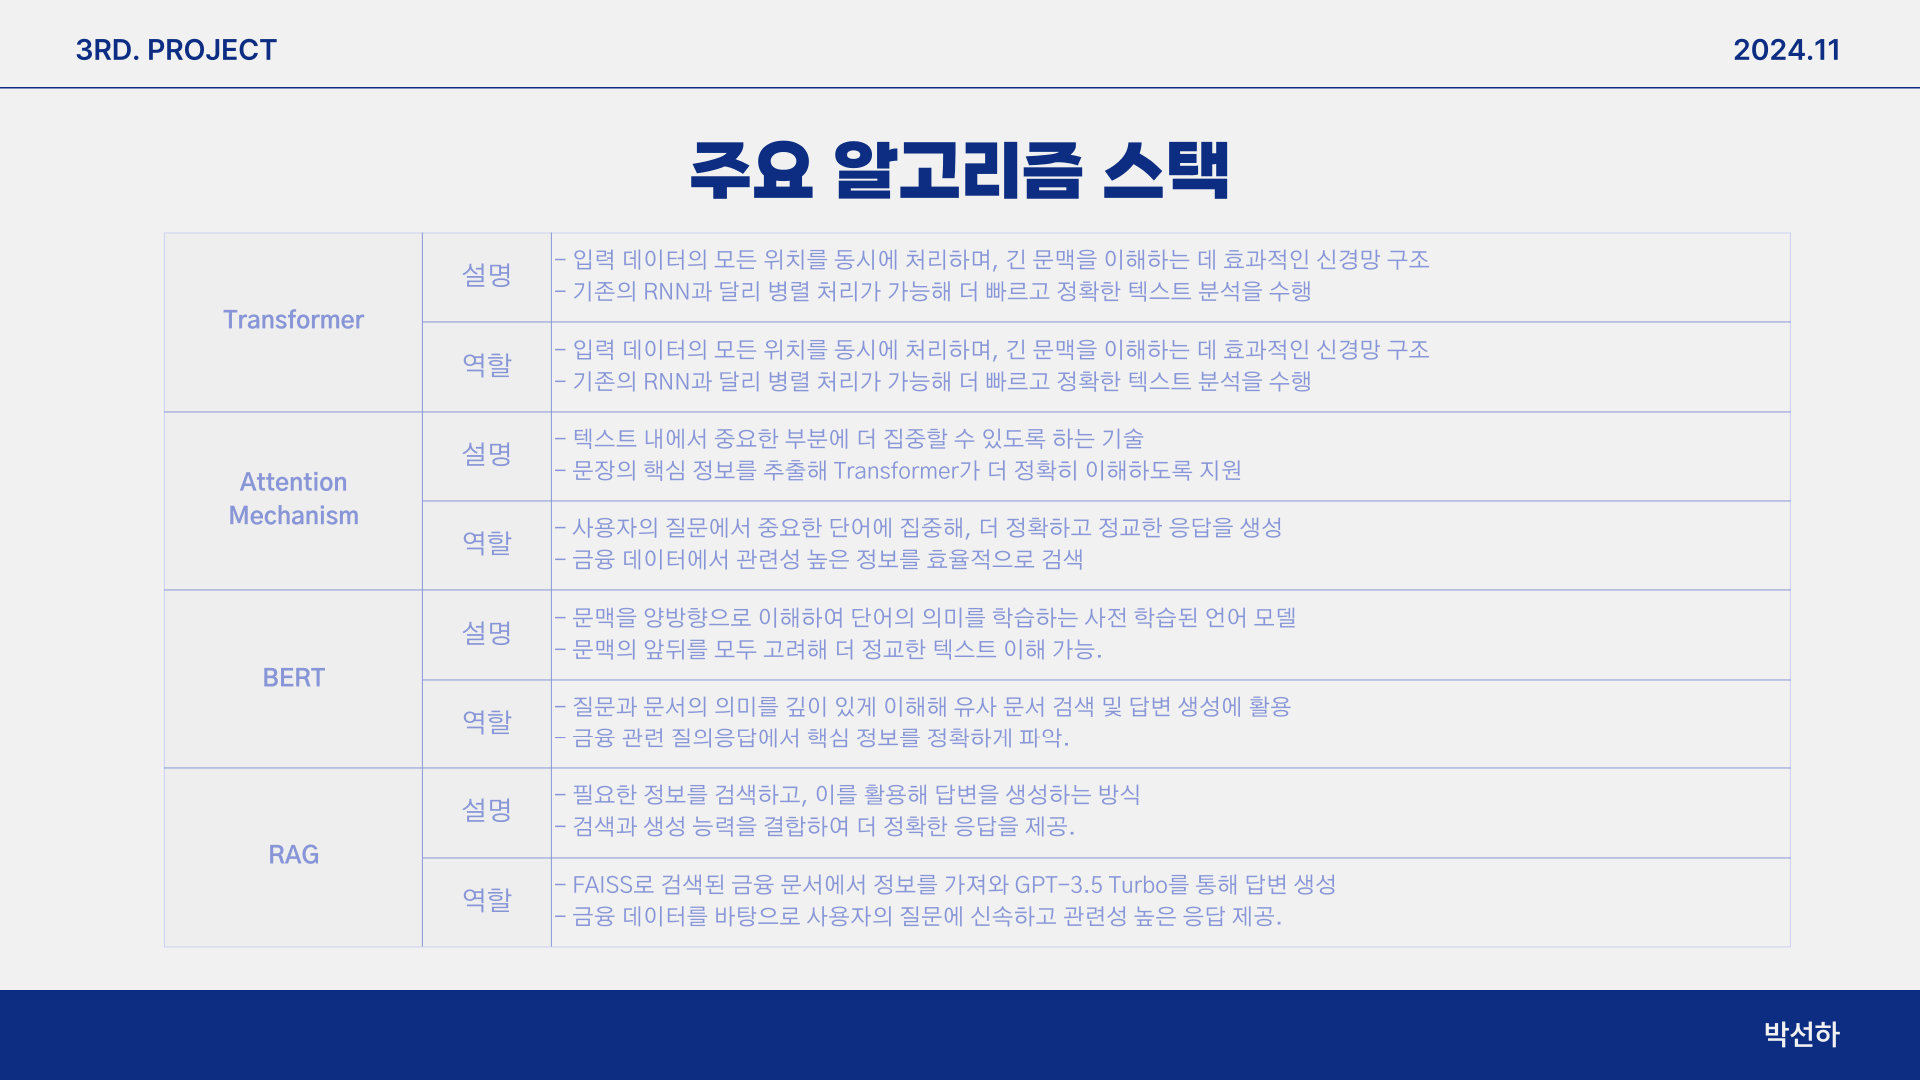 3RD. PROJECT
2024.11
주요 알고리즘 스택
Transformer
설명
- 입력 데이터의 모든 위치를 동시에 처리하며, 긴 문맥을 이해하는 데 효과적인 신경망 구조
- 기존의 RNN과 달리 병렬 처리가 가능해 더 빠르고 정확한 텍스트 분석을 수행
역할
- 입력 데이터의 모든 위치를 동시에 처리하며, 긴 문맥을 이해하는 데 효과적인 신경망 구조
- 기존의 RNN과 달리 병렬 처리가 가능해 더 빠르고 정확한 텍스트 분석을 수행
Attention
Mechanism
설명
- 텍스트 내에서 중요한 부분에 더 집중할 수 있도록 하는 기술
- 문장의 핵심 정보를 추출해 Transformer가 더 정확히 이해하도록 지원
역할
- 사용자의 질문에서 중요한 단어에 집중해, 더 정확하고 정교한 응답을 생성
- 금융 데이터에서 관련성 높은 정보를 효율적으로 검색
BERT
설명
- 문맥을 양방향으로 이해하여 단어의 의미를 학습하는 사전 학습된 언어 모델
- 문맥의 앞뒤를 모두 고려해 더 정교한 텍스트 이해 가능.
역할
- 질문과 문서의 의미를 깊이 있게 이해해 유사 문서 검색 및 답변 생성에 활용
- 금융 관련 질의응답에서 핵심 정보를 정확하게 파악.
RAG
설명
- 필요한 정보를 검색하고, 이를 활용해 답변을 생성하는 방식
- 검색과 생성 능력을 결합하여 더 정확한 응답을 제공.
역할
- FAISS로 검색된 금융 문서에서 정보를 가져와 GPT-3.5 Turbo를 통해 답변 생성
- 금융 데이터를 바탕으로 사용자의 질문에 신속하고 관련성 높은 응답 제공.
박선하